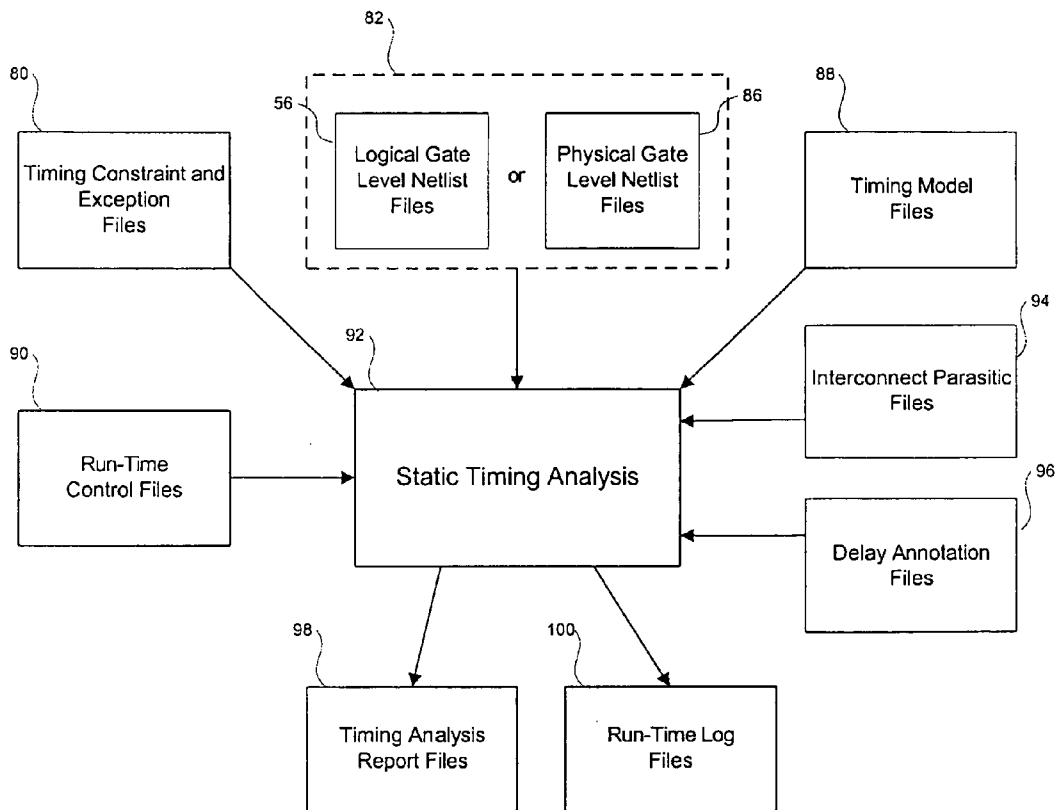 82
80
56
86
88
Timing Constraint and
Exception
Files
Logical Gate
Level Netlist
Files
or
Physical Gate
Level Netlist
Files
Timing Model
Files
94
90
92
Interconnect Parasitic
Files
Run-Time
Control Files
Static Timing Analysis
96
Delay Annotation
Files
98
100
Timing Analysis
Report Files
Run-Time Log
Files